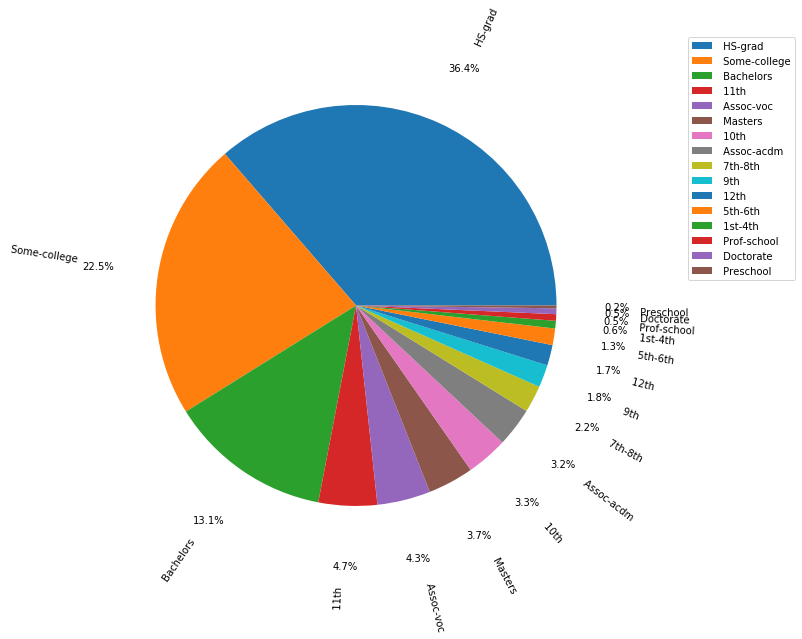 HS-grad
36.4%
Some-college
22.5%
Bachelors
13.1%
11th
4.7%
Assoc-voc
4.3%
Masters
3.7%
10th
3.3%
Assoc-acdm
3.2%
7th-8th
2.2%
9th
1.8%
12th
1.7%
5th-6th
1.3%
1st-4th
0.6%
Prof-school
0.5%
Doctorate
0.5%
Preschool
0.2%
HS-grad
Some-college
Bachelors
11th
Assoc-voc
Masters
10th
Assoc-acdm
7th-8th
9th
12th
5th-6th
1st-4th
Prof-school
Doctorate
Preschool